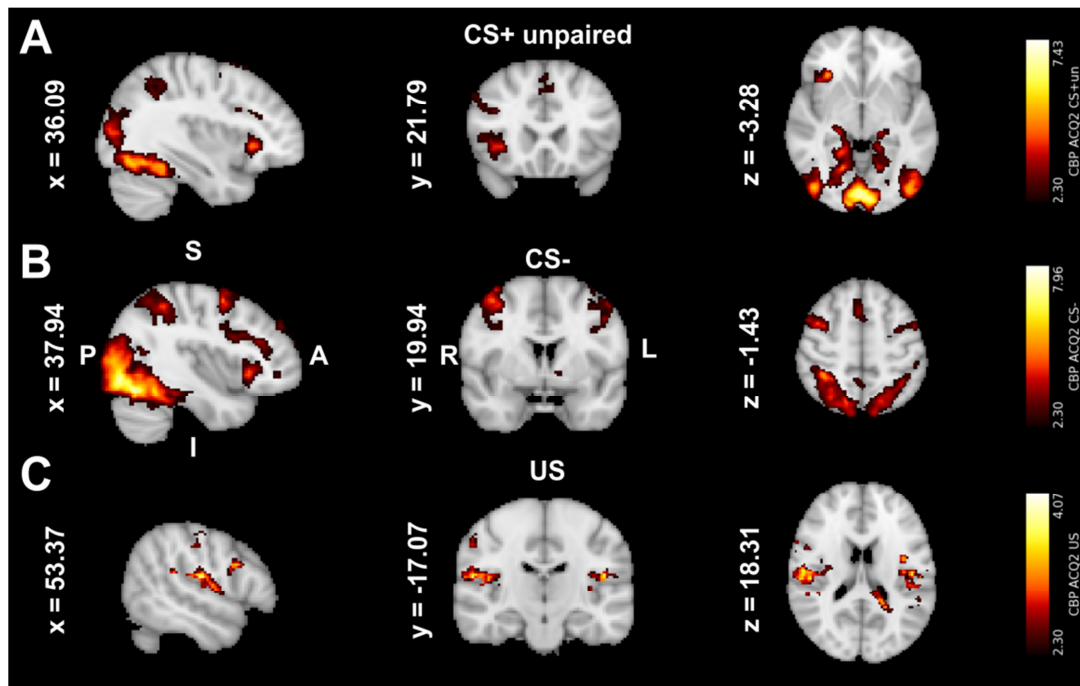 A
CS+ unpaired
x = 36.09
y = 21.79
z = -3.28
7.43
CBP ACQ2 CS+un
2.30
B
S
CS-
x = 37.94
P
A
I
y = 19.94
R
L
z = -1.43
7.96
CBP ACQ2 CS-
2.30
C
US
x = 53.37
y = -17.07
z = 18.31
4.07
CBP ACQ2 US
2.30